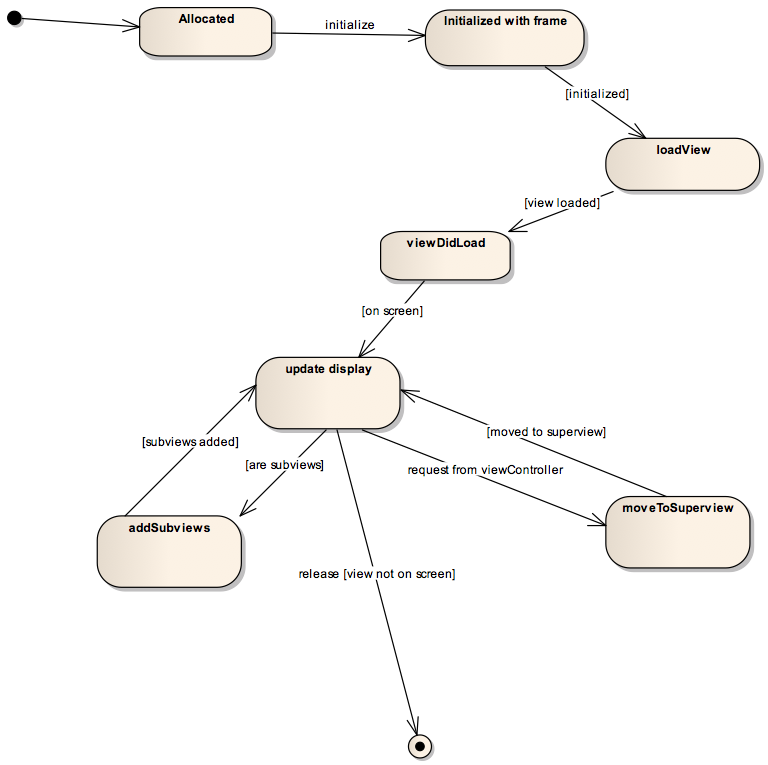 Allocated
initialize
Initialized with frame
[initialized]
loadView
[view loaded]
viewDidLoad
[on screen]
update display
[subviews added]
[are subviews]
[moved to superview]
request from viewController
addSubviews
moveToSuperview
release [view not on screen]